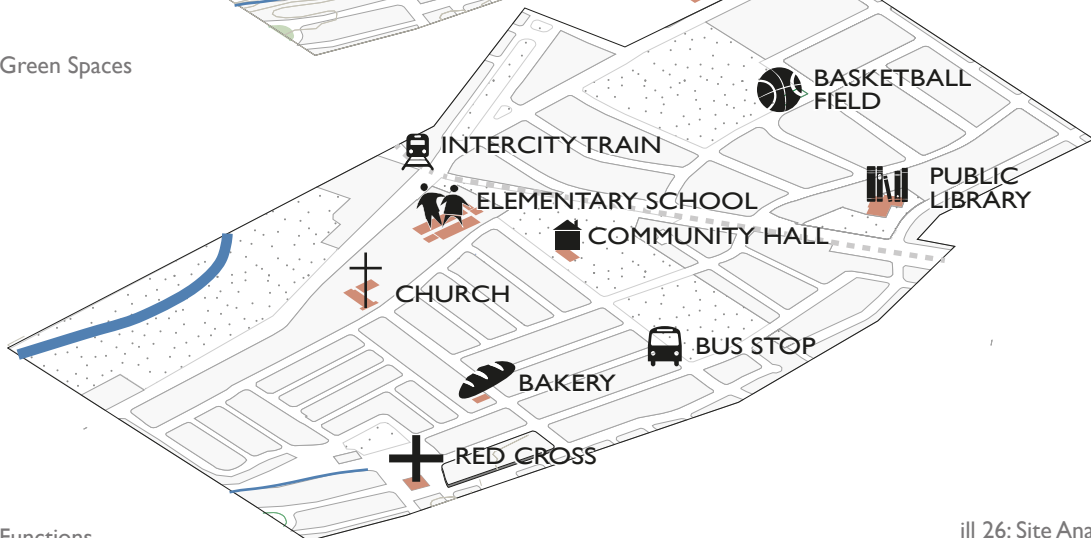 Green Spaces
BASKETBALL
FIELD
INTERCITY TRAIN
PUBLIC
LIBRARY
ELEMENTARY SCHOOL
COMMUNITY HALL
CHURCH
BUS STOP
BAKERY
RED CROSS
Functions
ill 26: Site Ana